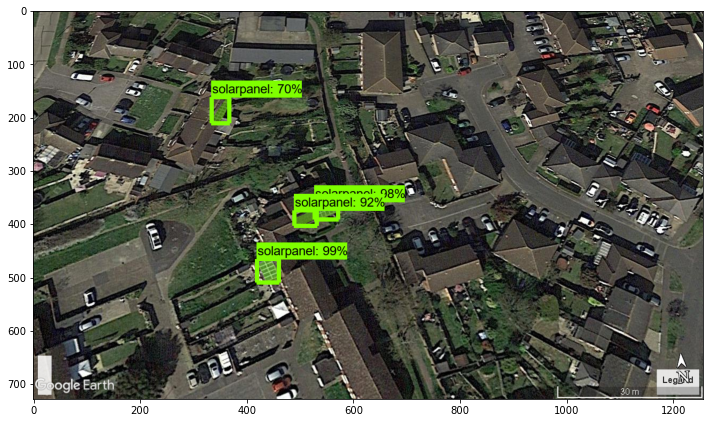 0
100
solarpanel: 70%
200
300
solarpanel: 98%
solarpanel: 92%
400
solarpanel: 99%
500
600
700
Google Earth
Legend
N
30 m
0
200
400
600
800
1000
1200